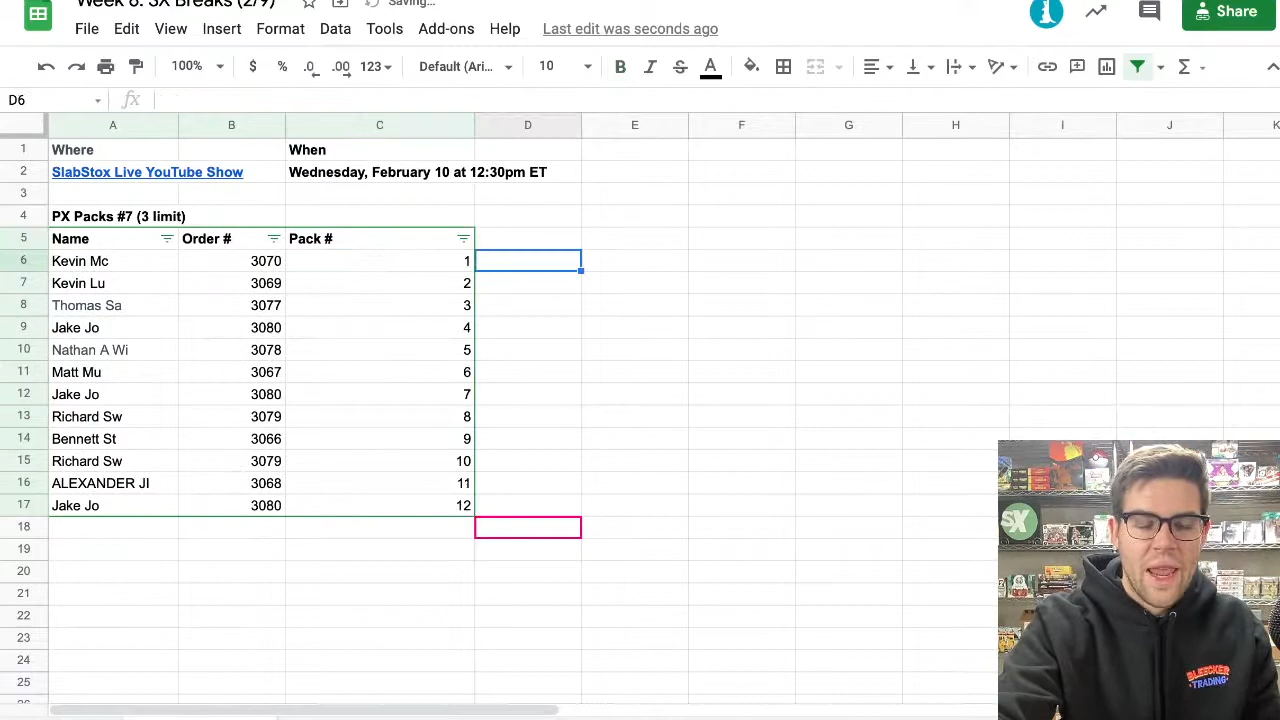 Week 6: SX Breaks (2/9)
Saving...
File Edit View Insert Format Data Tools Add-ons Help Last edit was seconds ago
Share
100% $ % .0 .00 123 Default (Ari... 10 B I S A
D6 fx
A B C D E F G H I J K
1 Where When
2 SlabStox Live YouTube Show Wednesday, February 10 at 12:30pm ET
3
4 PX Packs #7 (3 limit)
5 Name Order # Pack #
6 Kevin Mc 3070 1
7 Kevin Lu 3069 2
8 Thomas Sa 3077 3
9 Jake Jo 3080 4
10 Nathan A Wi 3078 5
11 Matt Mu 3067 6
12 Jake Jo 3080 7
13 Richard Sw 3079 8
14 Bennett St 3066 9
15 Richard Sw 3079 10
16 ALEXANDER JI 3068 11
17 Jake Jo 3080 12
18
19
20
21
22
23
24
25
26
SX
BLEECKER
TRADING